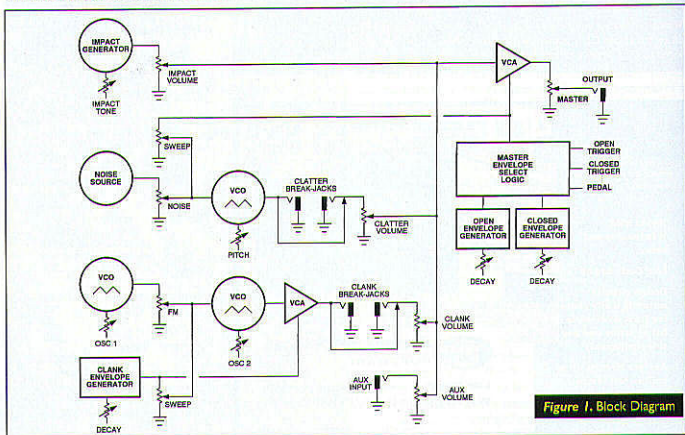 IMPACT
GENERATOR
IMPACT
VOLUME
IMPACT
TONE
VCA
OUTPUT
MASTER
SWEEP
NOISE
SOURCE
NOISE
VCO
PITCH
CLATTER
BREAK-JACKS
CLATTER
VOLUME
MASTER
ENVELOPE
SELECT
LOGIC
OPEN
TRIGGER
CLOSED
TRIGGER
PEDAL
OPEN
ENVELOPE
GENERATOR
CLOSED
ENVELOPE
GENERATOR
DECAY
DECAY
VCO
OSC 1
FM
VCO
OSC 2
VCA
CLANK
BREAK-JACKS
CLANK
VOLUME
CLANK
ENVELOPE
GENERATOR
DECAY
SWEEP
AUX
INPUT
AUX
VOLUME
Figure 1. Block Diagram